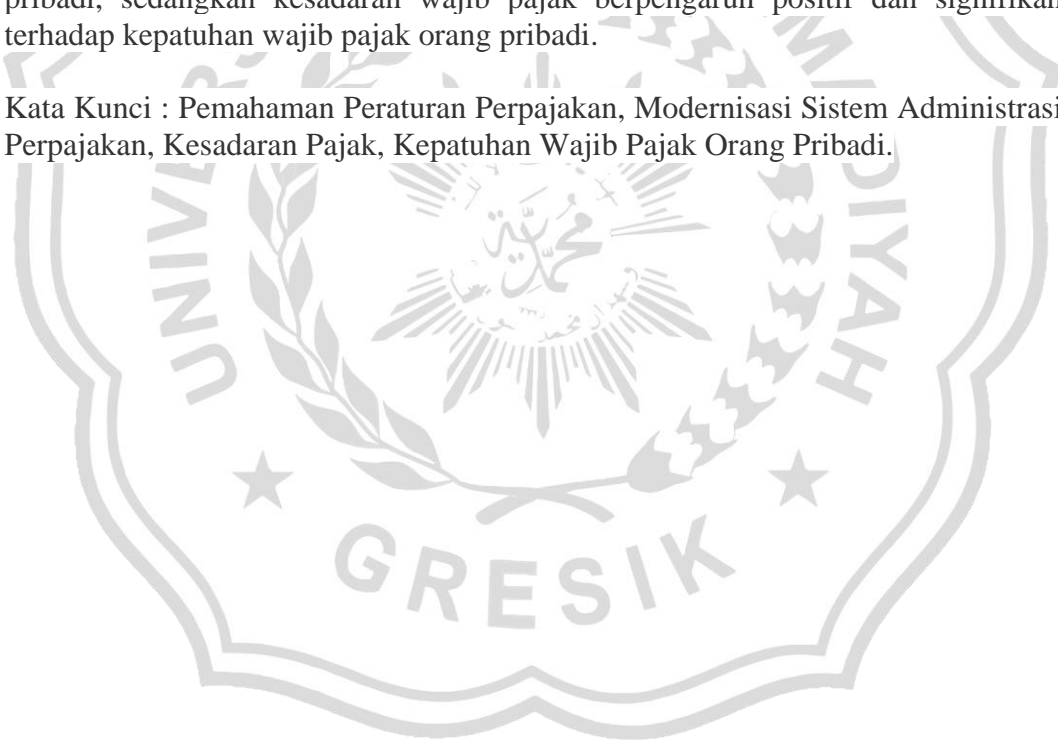 pribadi, sedangkan kesadaran wajib pajak berpengaruh positif dan signifikan
terhadap kepatuhan wajib pajak orang pribadi.
Kata Kunci : Pemahaman Peraturan Perpajakan, Modernisasi Sistem Administrasi
Perpajakan, Kesadaran Pajak, Kepatuhan Wajib Pajak Orang Pribadi.
GRESIK